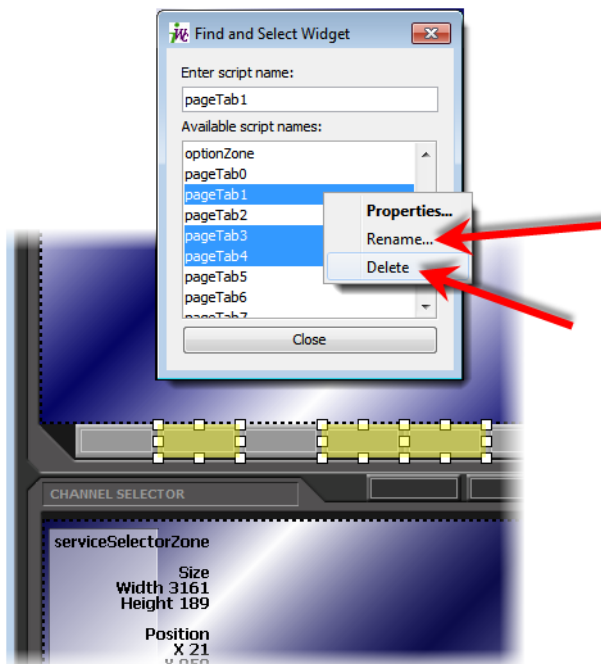 Find and Select Widget
Enter script name:
pageTab1
Available script names:
optionZone
pageTab0
pageTab1
pageTab2
pageTab3
pageTab4
pageTab5
pageTab6
pageTab7
Properties...
Rename...
Delete
Close
CHANNEL SELECTOR
serviceSelectorZone
Size
Width 3161
Height 189
Position
X 21